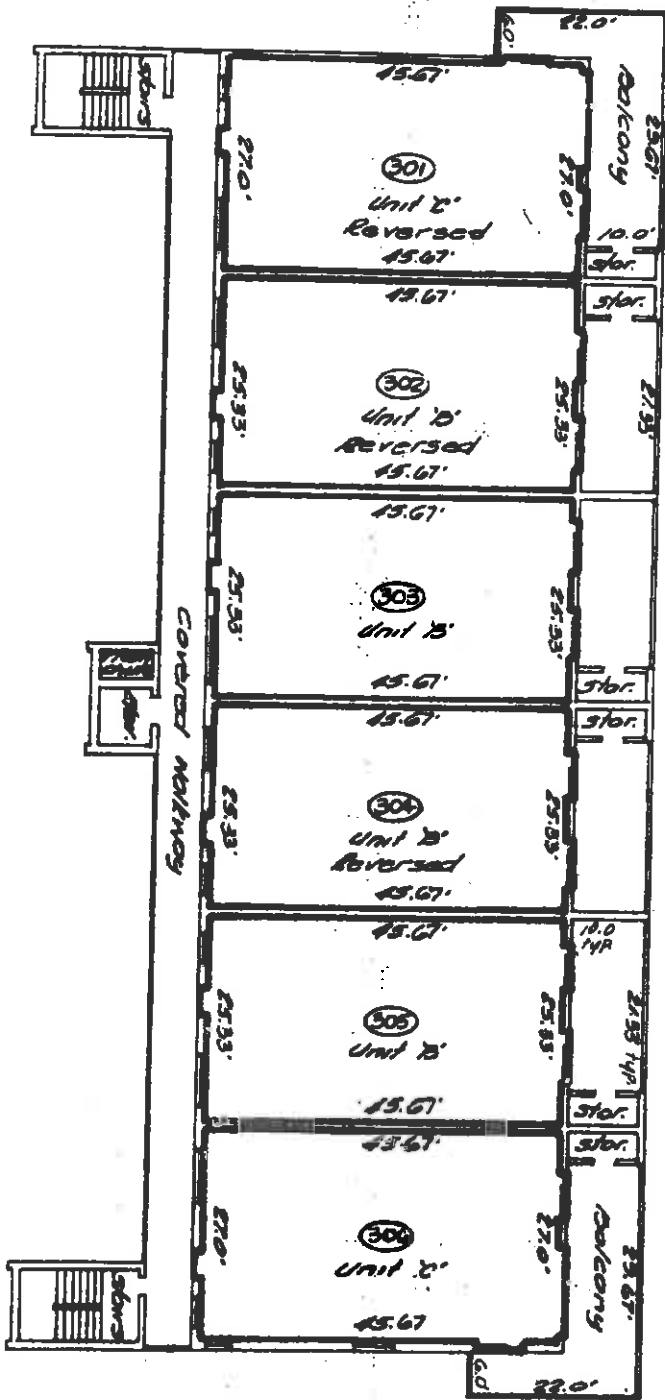 22.0'
6.0'
stairs
45.67'
Balcony
23.67'
27.0'
301
27.0'
Unit 'C'
Reversed
10.0'
45.67'
stor.
45.67'
stor.
302
25.33'
25.33'
21.33'
Unit 'B'
Reversed
45.67'
45.67'
303
25.33'
25.33'
Unit 'B'
Covered Walkway
45.67'
stor.
45.67'
stor.
304
25.33'
25.33'
Unit 'B'
Reversed
45.67'
45.67'
10.0
typ.
305
25.33'
25.33'
21.33 typ.
Unit 'B'
45.67'
stor.
45.67'
stor.
306
27.0'
27.0'
Unit 'C'
Balcony
23.67'
stairs
45.67
6.0
22.0'